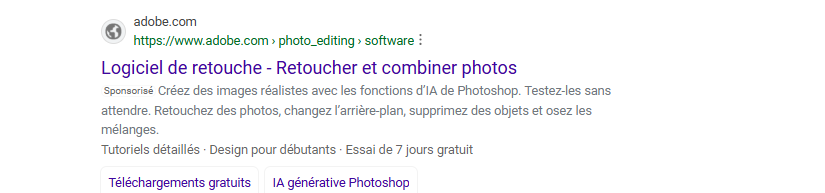 adobe.com
https://www.adobe.com › photo_editing › software
Logiciel de retouche - Retoucher et combiner photos
Sponsorisé Créez des images réalistes avec les fonctions d’IA de Photoshop. Testez-les sans
attendre. Retouchez des photos, changez l’arrière-plan, supprimez des objets et osez les
mélanges.
Tutoriels détaillés · Design pour débutants · Essai de 7 jours gratuit
Téléchargements gratuits IA générative Photoshop